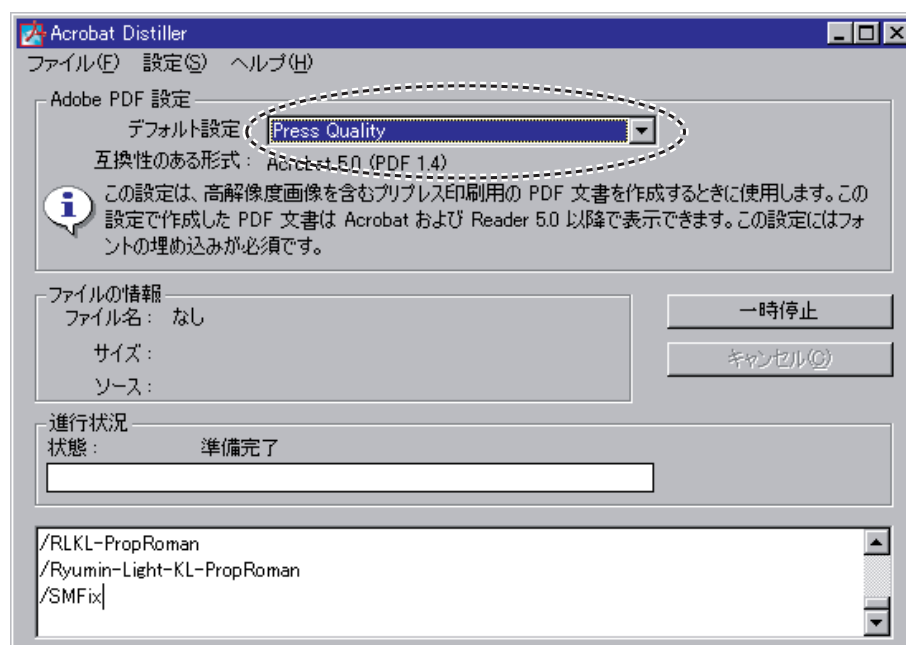 Acrobat Distiller
ファイル(F) 設定(S) ヘルプ(H)
Adobe PDF 設定
デフォルト設定: Press Quality
互換性のある形式: Acrobat 5.0 (PDF 1.4)
この設定は、高解像度画像を含むプリプレス印刷用の PDF 文書を作成するときに使用します。この
設定で作成した PDF 文書は Acrobat および Reader 5.0 以降で表示できます。この設定にはフォ
ントの埋め込みが必須です。
ファイルの情報
ファイル名: なし
サイズ:
ソース:
一時停止
キャンセル(C)
進行状況
状態: 準備完了
/RLKL-PropRoman
/Ryumin-Light-KL-PropRoman
/SMFix